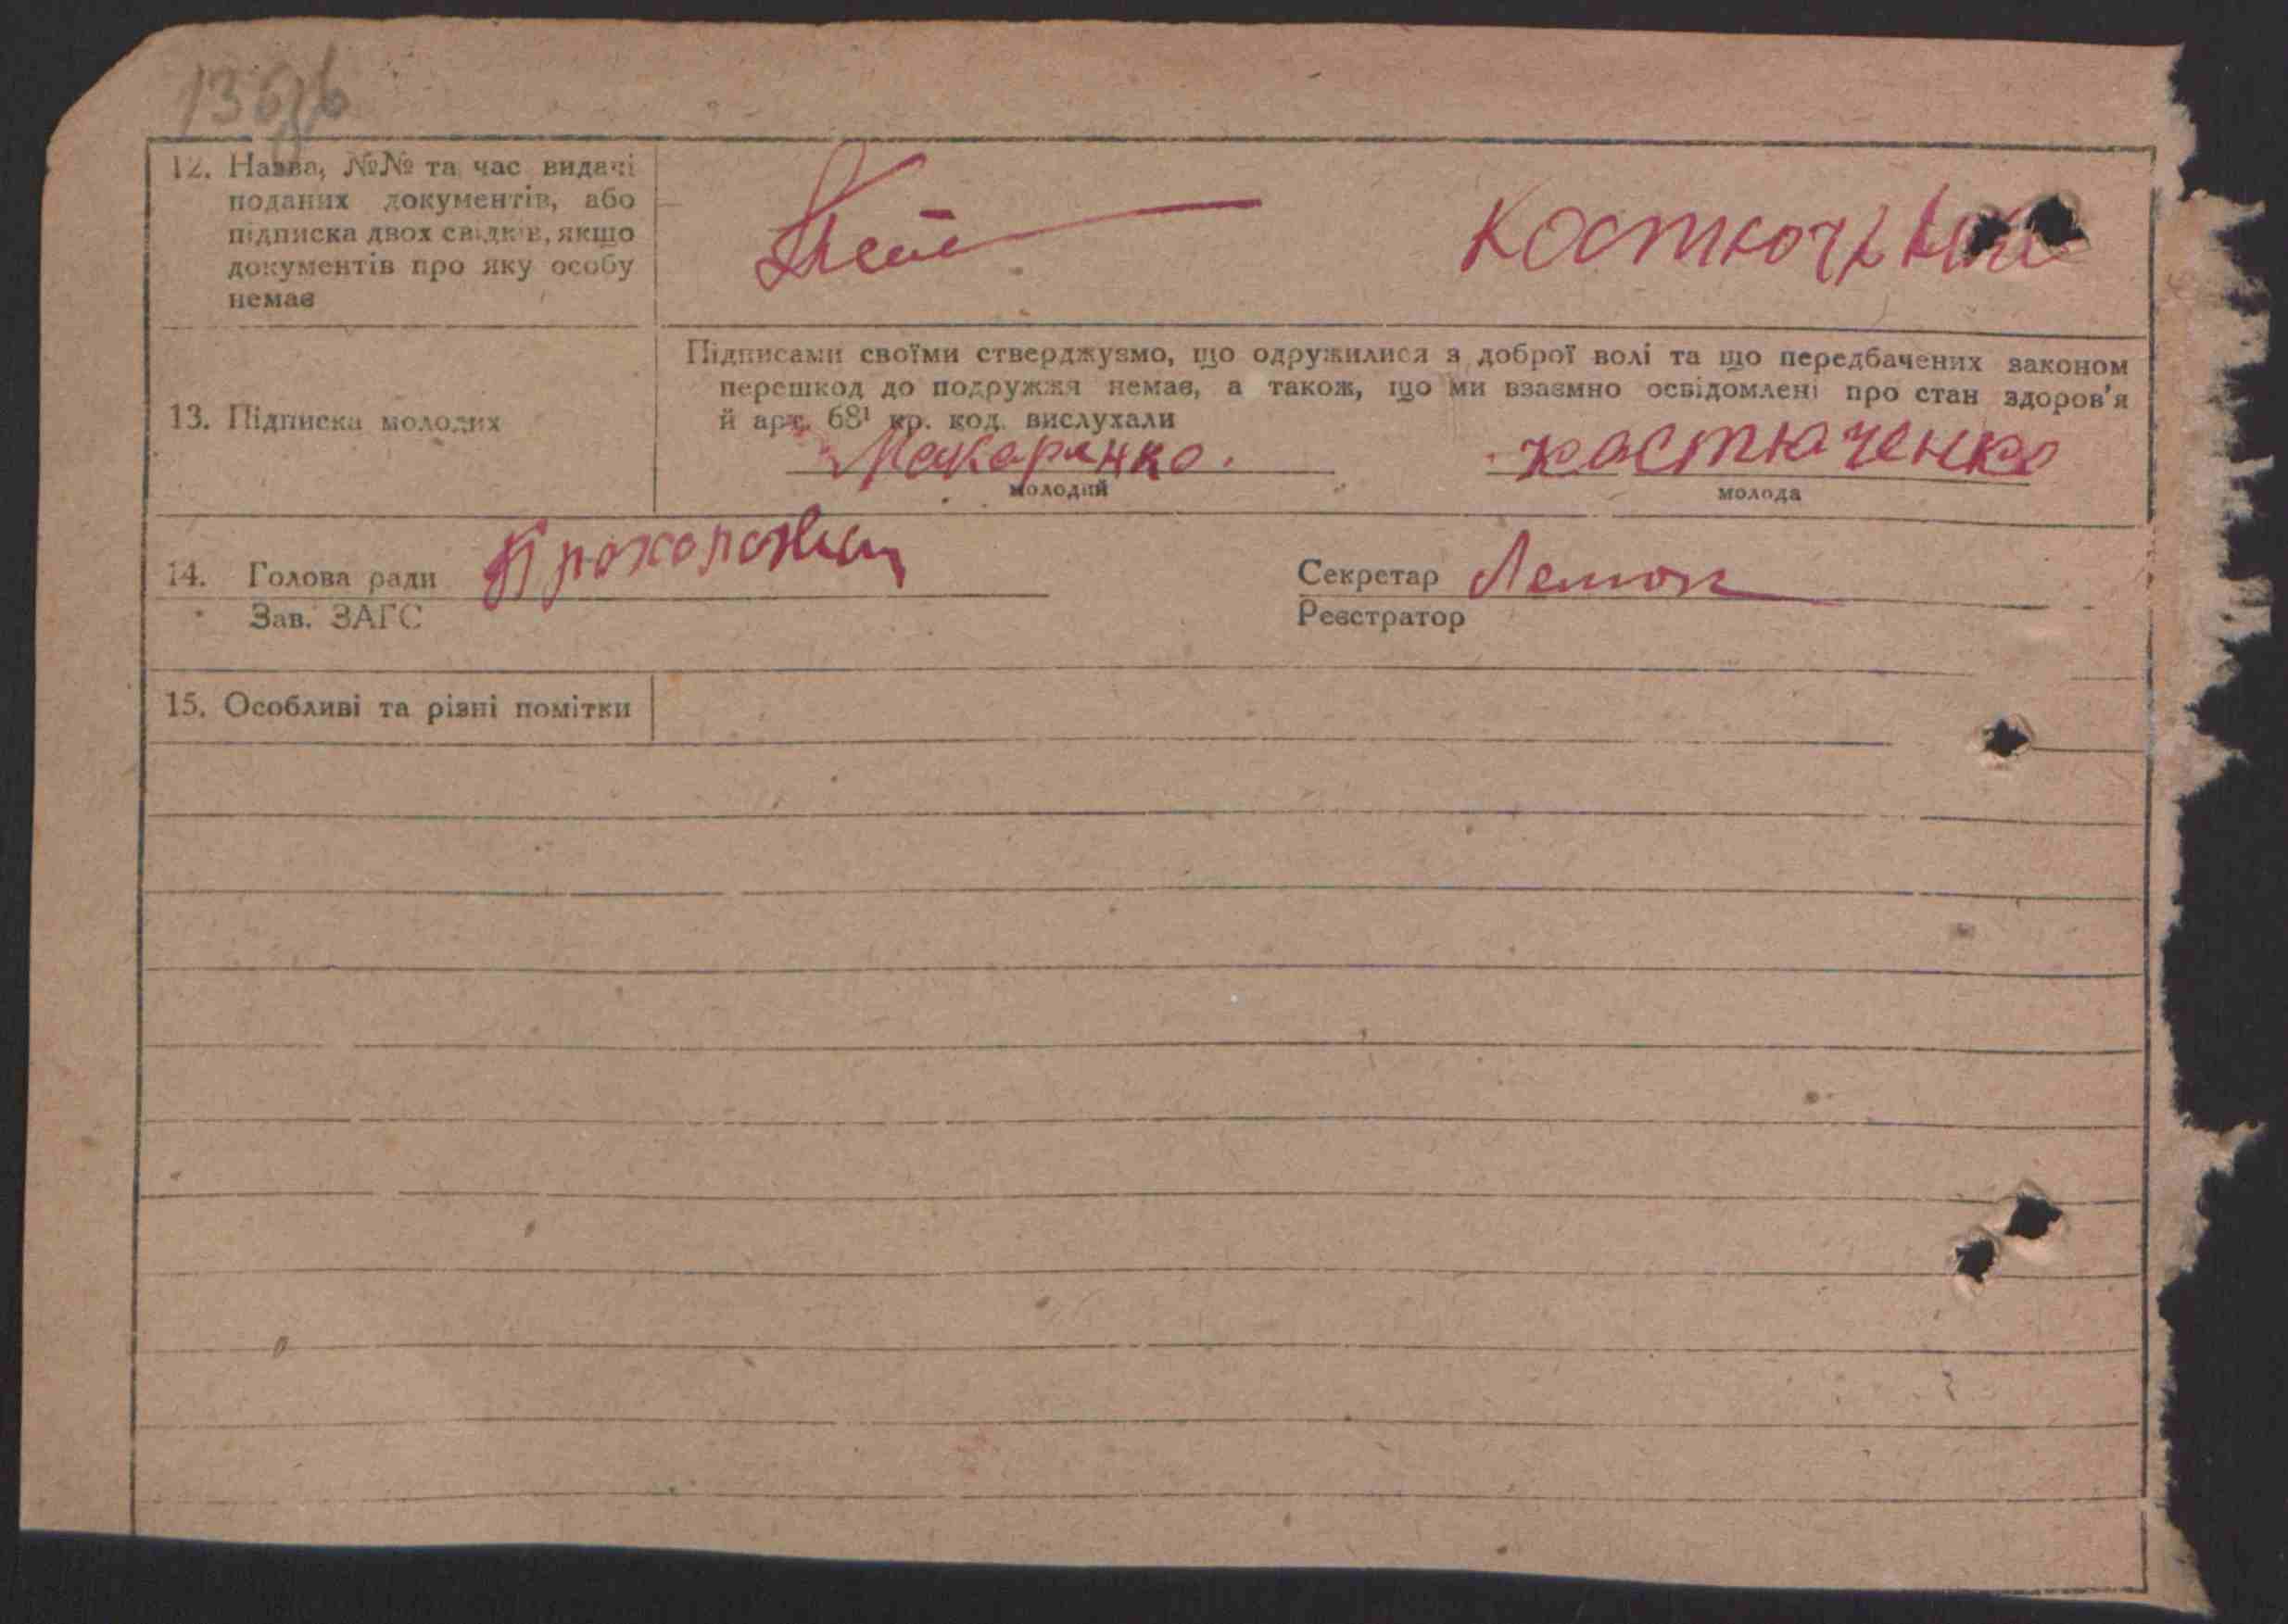 12. Назва, №№ та час видачі
поданих документів, або
підписка двох свідків, якщо
документів про яку особу
немає
Підписами своїми стверджуємо, що одружилися з доброї волі та що передбачених законом
перешкод до подружжя немає, а також, що ми взаємно освідомлені про стан здоров'я
й арт. 68¹ кр. код. вислухали
13. Підписка молодих
Макаренко.
костюченко
молодий
молода
14. Голова ради
Секретар
Зав. ЗАГС
Реєстратор
15. Особливі та різні помітки